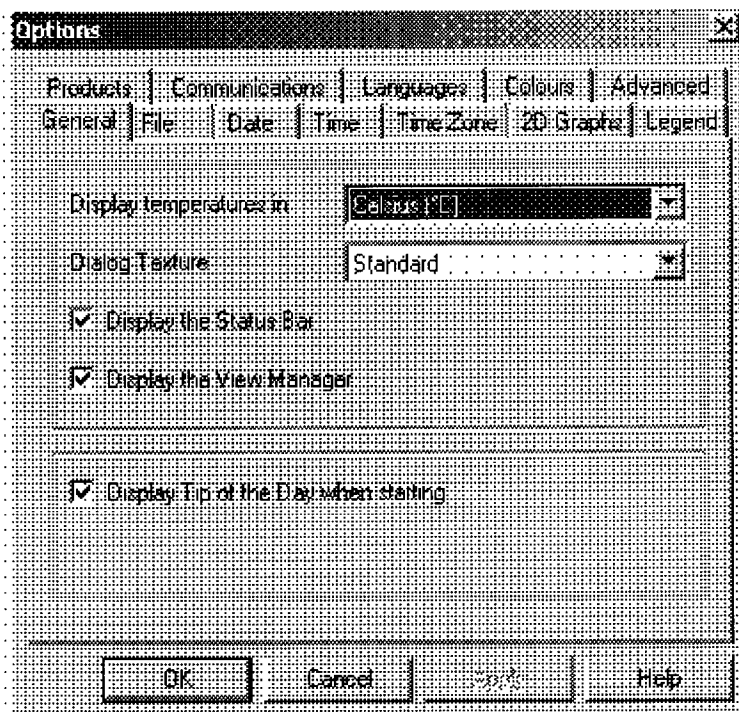 Options
Products Communications Languages Colours Advanced
General File Date Time Time Zone 2D Graphs Legend
Display temperatures in Celsius [°C]
Dialog Texture Standard
Display the Status Bar
Display the View Manager
Display Tip of the Day when starting
OK Cancel Apply Help